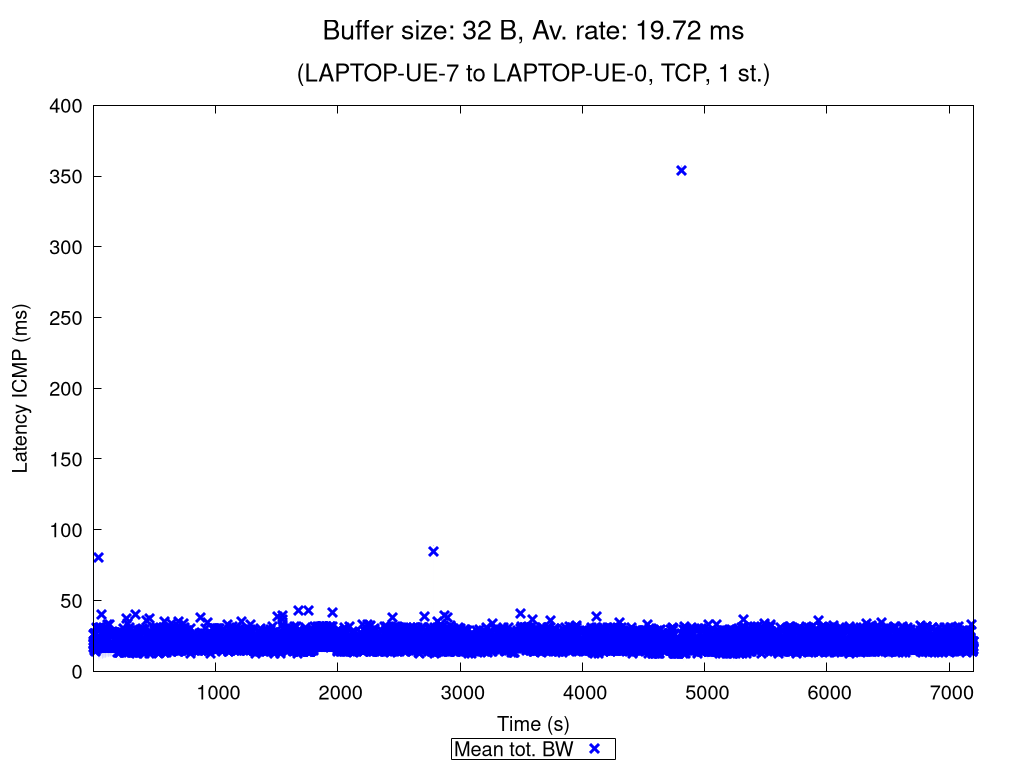 Buffer size: 32 B, Av. rate: 19.72 ms
(LAPTOP-UE-7 to LAPTOP-UE-0, TCP, 1 st.)
400
350
300
250
200
150
100
50
0
Latency ICMP (ms)
1000 2000 3000 4000 5000 6000 7000
Time (s)
Mean tot. BW